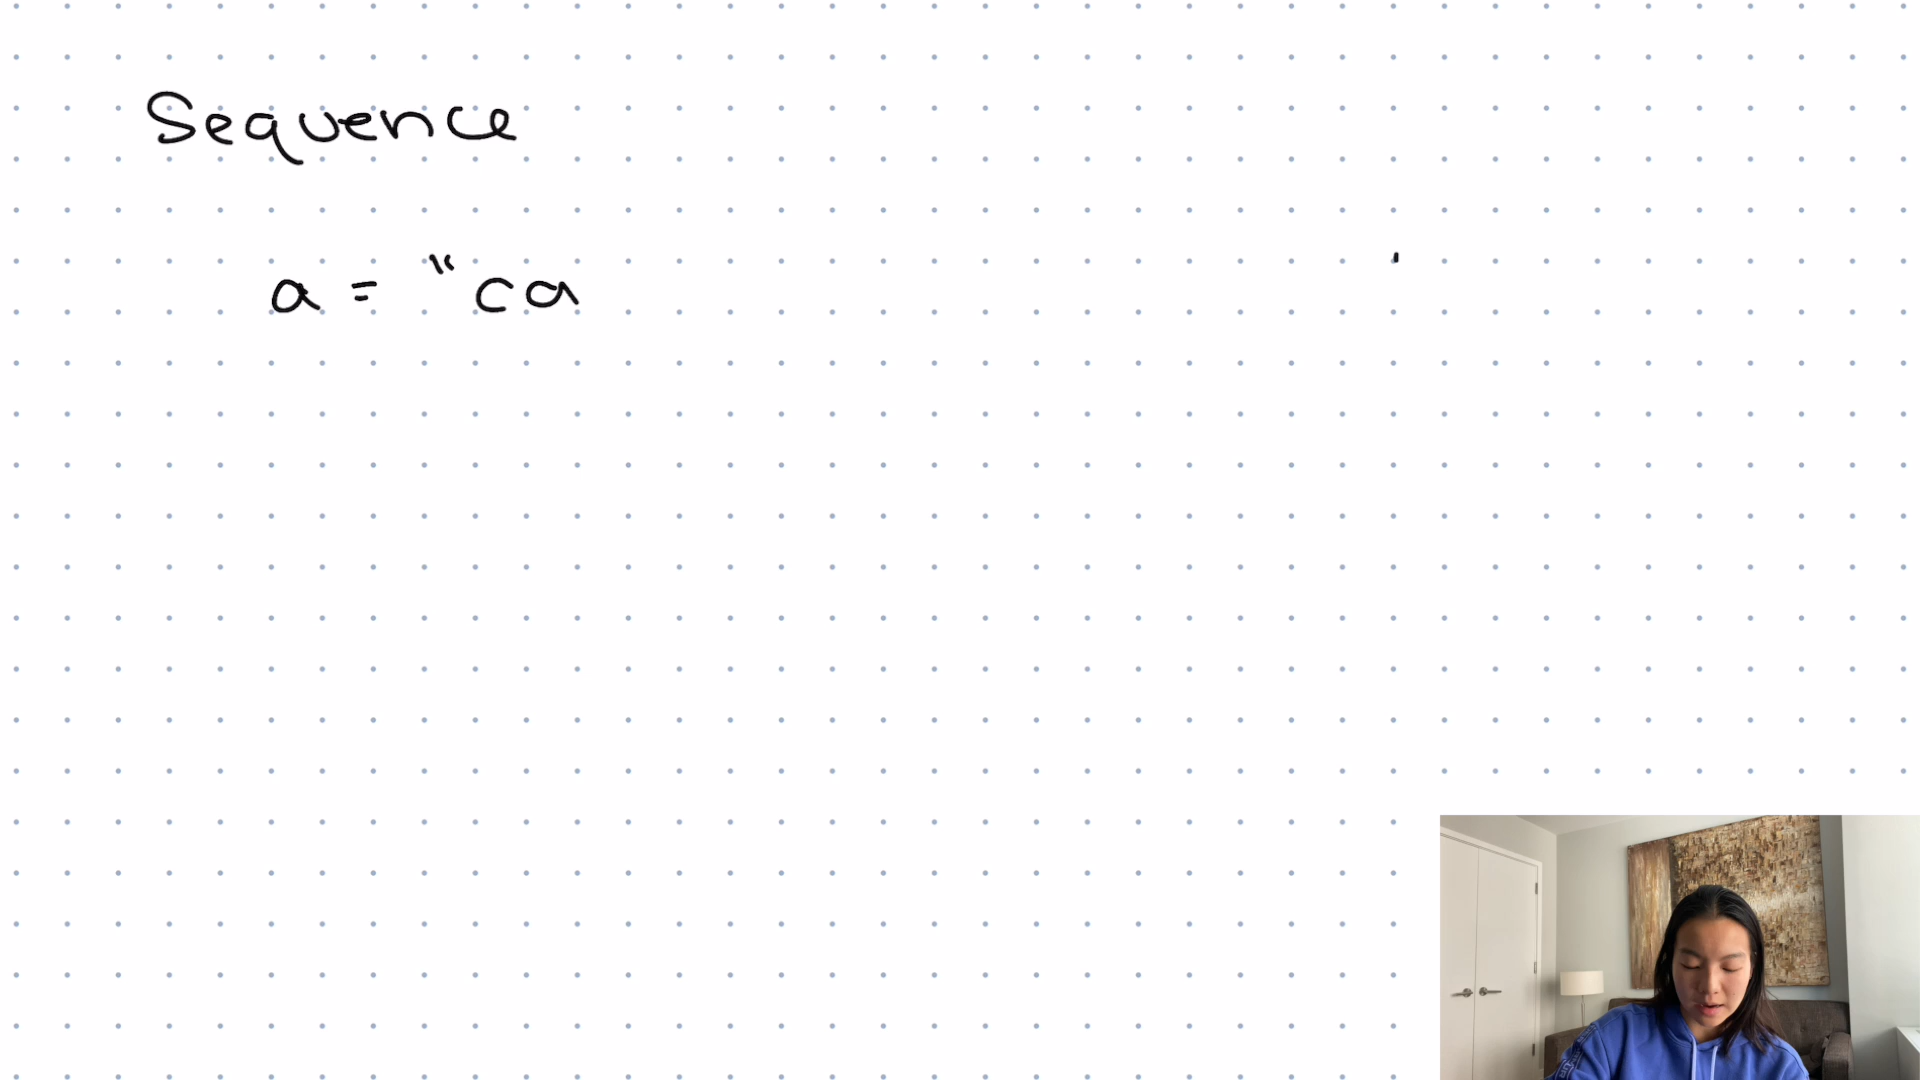 Sequence
a = "ca